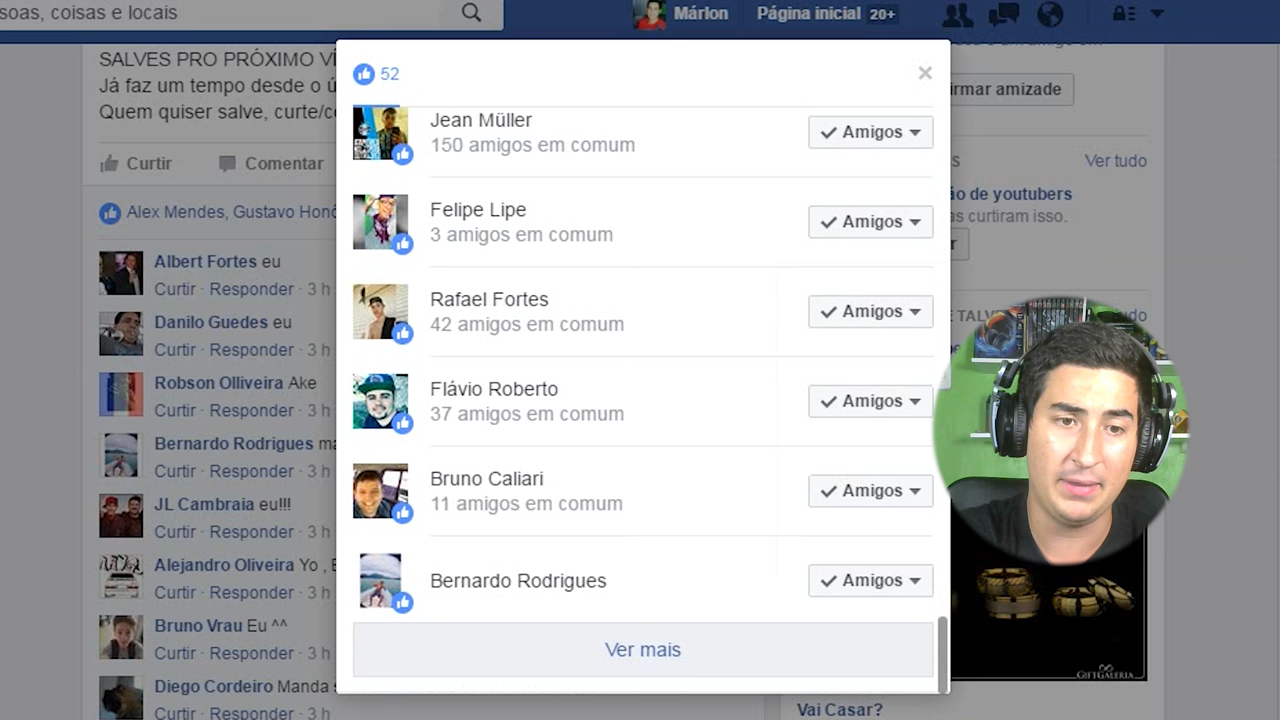 soas, coisas e locais
Márlon
Página inicial 20+
SALVES PRO PRÓXIMO
Já faz um tempo desde o
Quem quiser salve,
Curtir
Comentar
Alex Mendes, Gustavo
Albert Fortes eu
Curtir · Responder · 3 h
Danilo Guedes eu
Curtir · Responder · 3 h
Robson Olliveira Ake
Curtir · Responder · 3 h
Bernardo Rodrigues
Curtir · Responder · 3 h
JL Cambraia eu!!!
Curtir · Responder · 3 h
Alejandro Oliveira Yo ,
Curtir · Responder · 3 h
Bruno Vrau Eu ^^
Curtir · Responder · 3 h
Diego Cordeiro Manda
Curtir · Responder · 3 h
52
Jean Müller
150 amigos em comum
Amigos
Felipe Lipe
3 amigos em comum
Amigos
Rafael Fortes
42 amigos em comum
Amigos
Flávio Roberto
37 amigos em comum
Amigos
Bruno Caliari
11 amigos em comum
Amigos
Bernardo Rodrigues
Amigos
Ver mais
irmar amizade
Ver tudo
ão de youtubers
as curtiram isso.
E TALV
udo
GIFTGALERIA
Vai Casar?